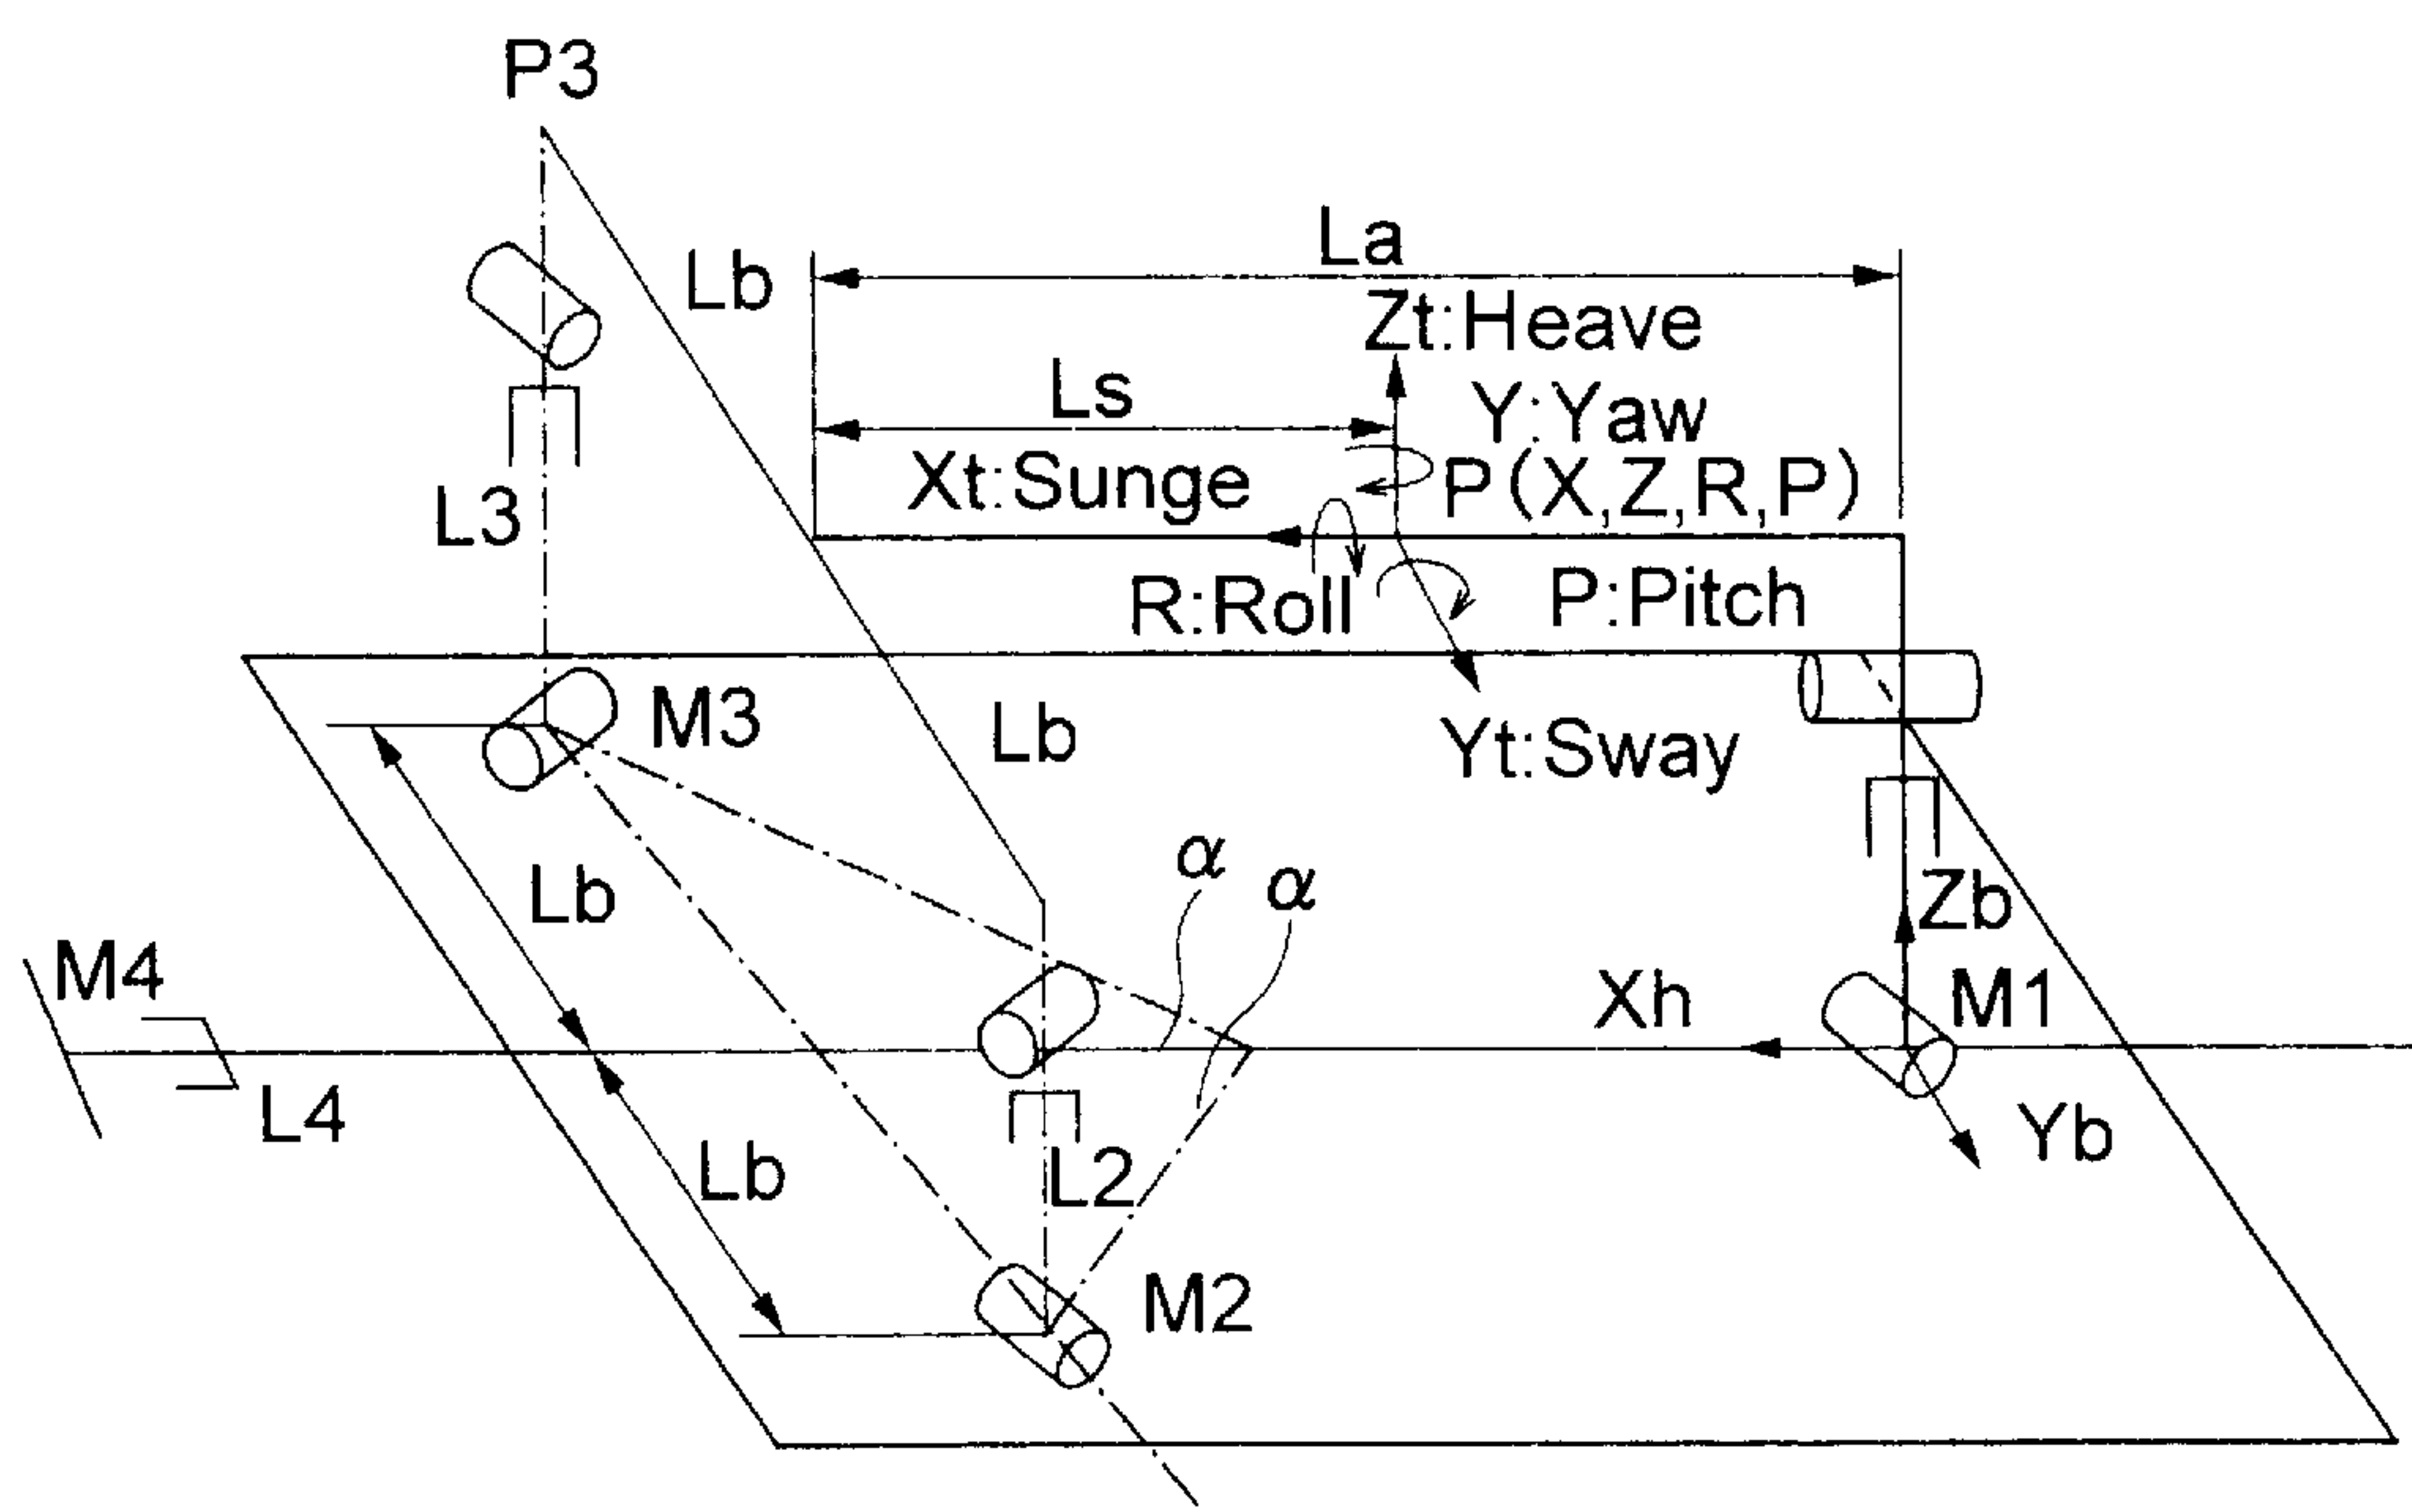 P3
La
Lb
Zt:Heave
Ls
Y:Yaw
Xt:Sunge
P(X,Z,R,P)
L3
R:Roll
P:Pitch
M3
Lb
Yt:Sway
α
α
Lb
Zb
M4
Xh
M1
L4
Yb
Lb
L2
M2